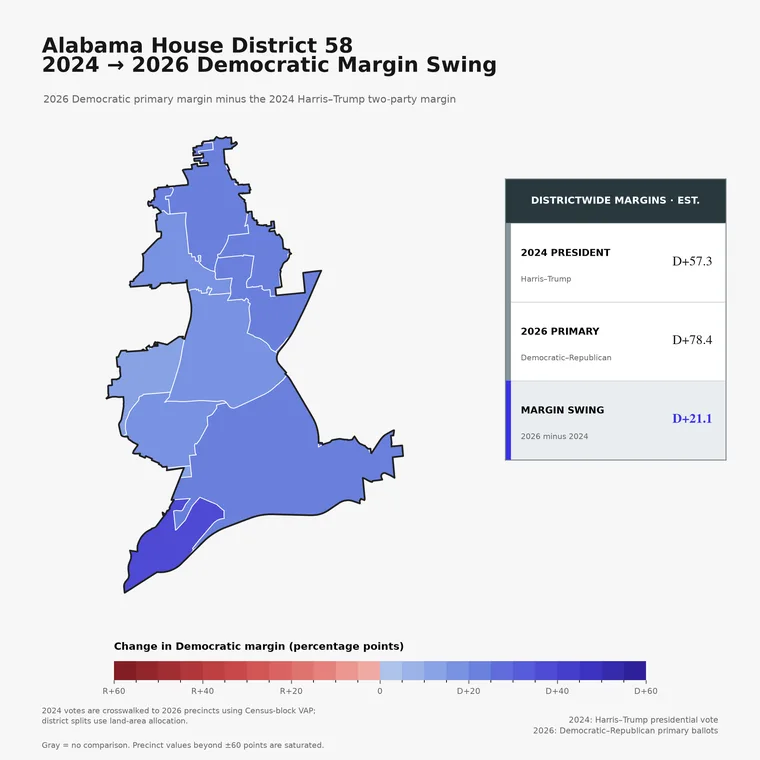 Alabama House District 58
2024 → 2026 Democratic Margin Swing
2026 Democratic primary margin minus the 2024 Harris–Trump two-party margin
DISTRICTWIDE MARGINS · EST.
2024 PRESIDENT
D+57.3
Harris–Trump
2026 PRIMARY
D+78.4
Democratic–Republican
MARGIN SWING
D+21.1
2026 minus 2024
Change in Democratic margin (percentage points)
R+60 R+40 R+20 0 D+20 D+40 D+60
2024 votes are crosswalked to 2026 precincts using Census-block VAP;
district splits use land-area allocation.
2024: Harris–Trump presidential vote
2026: Democratic–Republican primary ballots
Gray = no comparison. Precinct values beyond ±60 points are saturated.